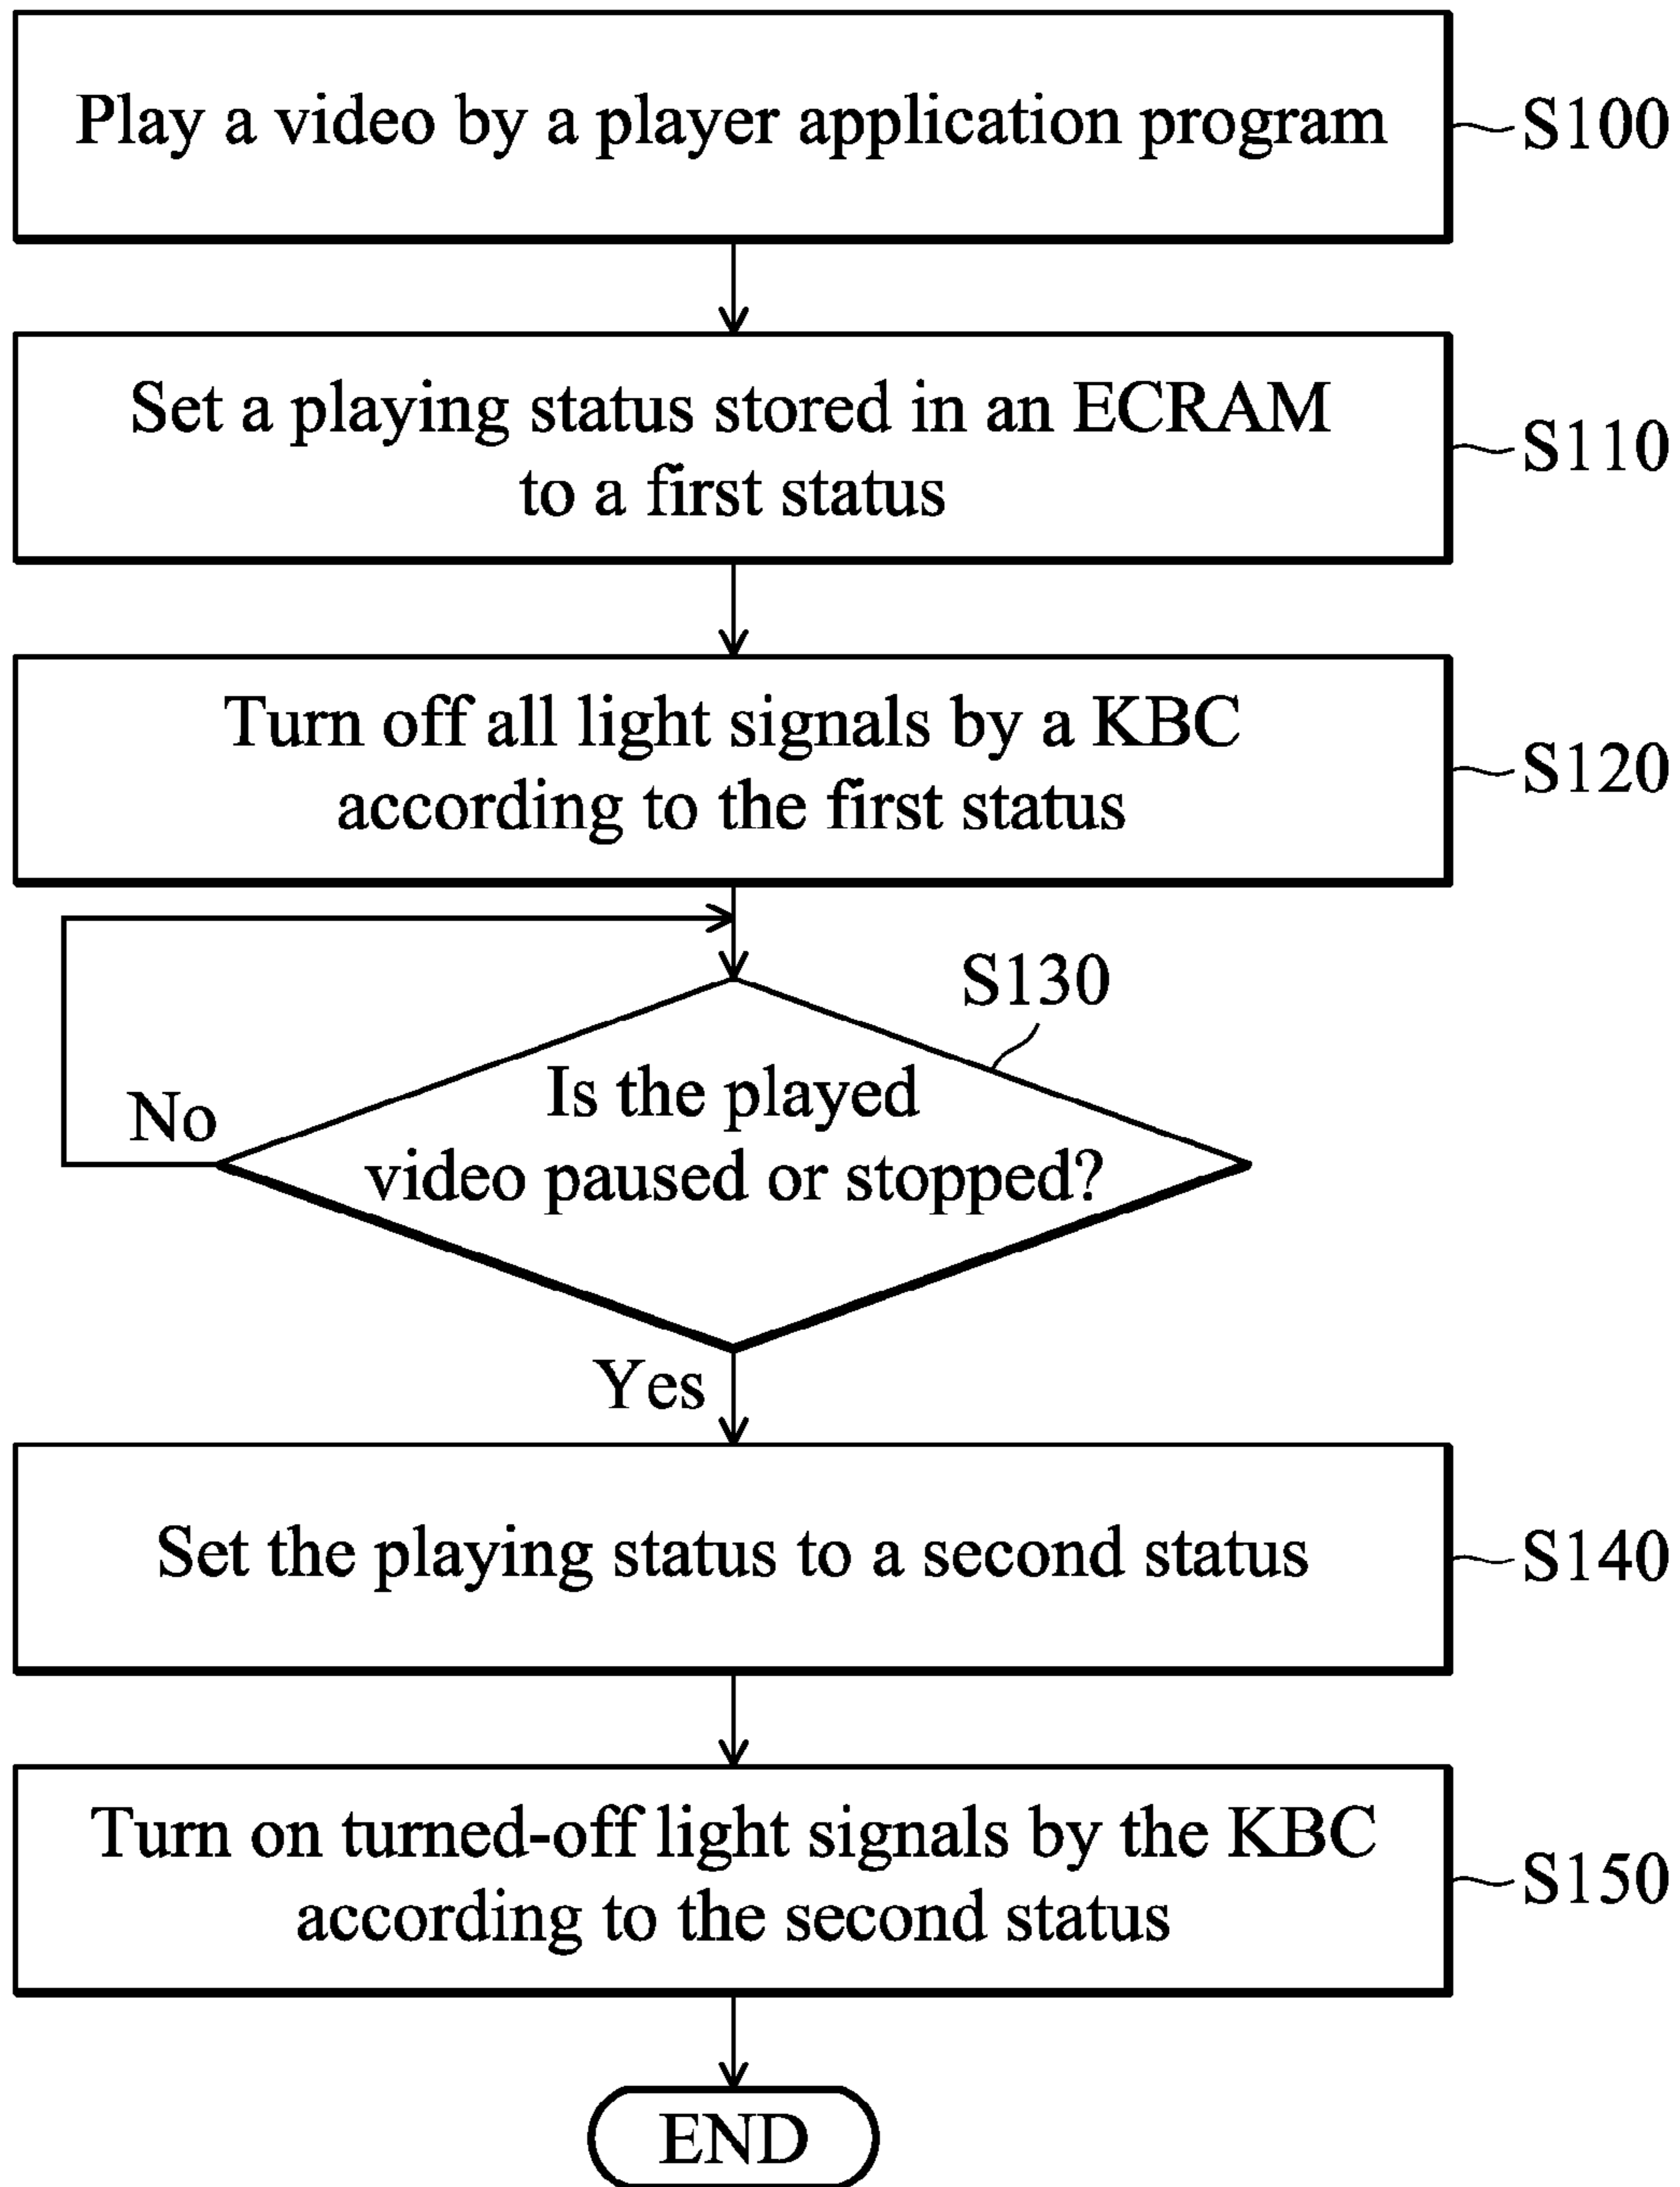 Play a video by a player application program
S100
Set a playing status stored in an ECRAM
to a first status
S110
Turn off all light signals by a KBC
according to the first status
S120
S130
Is the played
video paused or stopped?
No
Yes
Set the playing status to a second status
S140
Turn on turned-off light signals by the KBC
according to the second status
S150
END